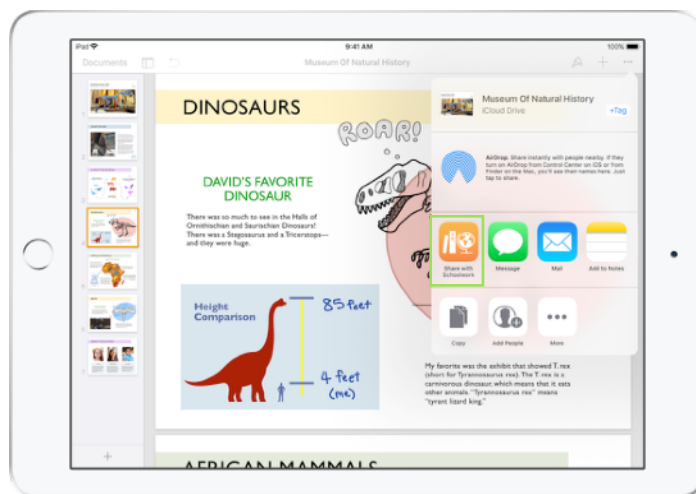 iPad
9:41 AM
100%
Documents
Museum Of Natural History
DINOSAURS
ROAR!
DAVID'S FAVORITE
DINOSAUR
There was so much to see in the Halls of
Ornithischian and Saurischian Dinosaurs!
There was a Stegosaurus and a Triceratops—
and they were huge.
Height
Comparison
85 feet
4 feet
(me)
Museum Of Natural History
iCloud Drive
+Tag
AirDrop. Share instantly with people nearby. If they
turn on AirDrop from Control Center on iOS or from
Finder on the Mac, you'll see their names here. Just
tap to share.
Share with
Schoolwork
Message
Mail
Add to Notes
Copy
Add People
More
My favorite was the exhibit that showed T. rex
(short for Tyrannosaurus rex). The T. rex is a
carnivorous dinosaur, which means that it eats
other animals. "Tyrannosaurus rex" means
"tyrant lizard king."
AFRICAN MAMMALS